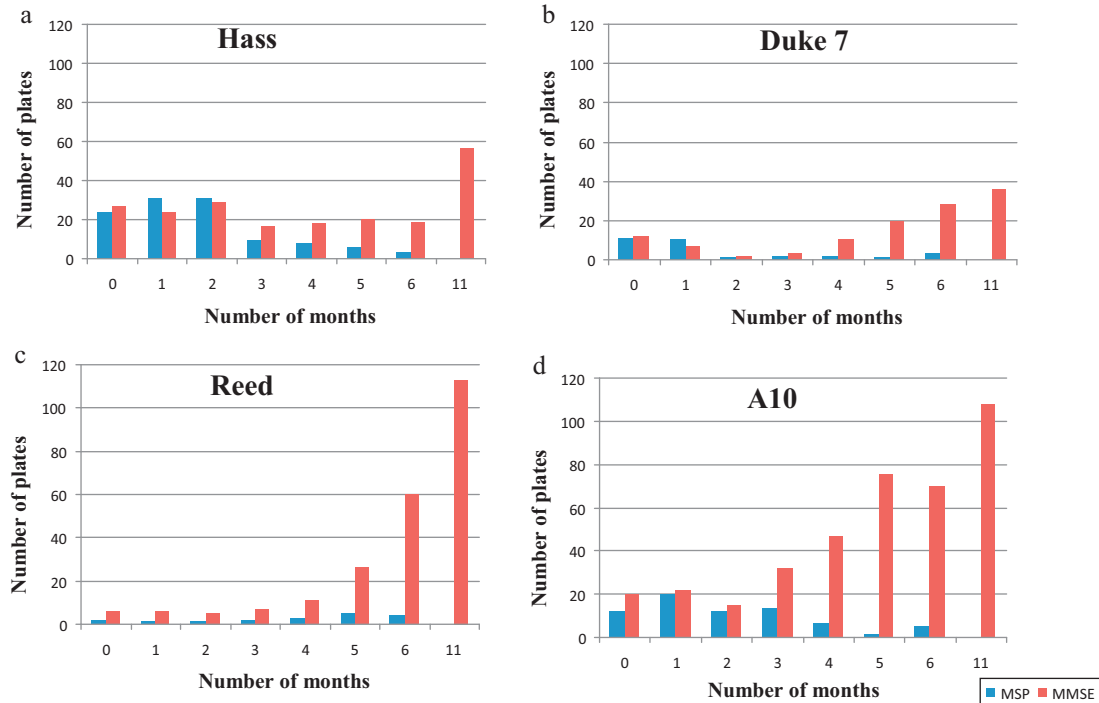 a
Hass
Number of plates
120
100
80
60
40
20
0
0 1 2 3 4 5 6 11
Number of months
b
Duke 7
Number of plates
120
100
80
60
40
20
0
0 1 2 3 4 5 6 11
Number of months
c
Reed
Number of plates
120
100
80
60
40
20
0
0 1 2 3 4 5 6 11
Number of months
d
A10
Number of plates
120
100
80
60
40
20
0
0 1 2 3 4 5 6 11
Number of months
MSP MMSE